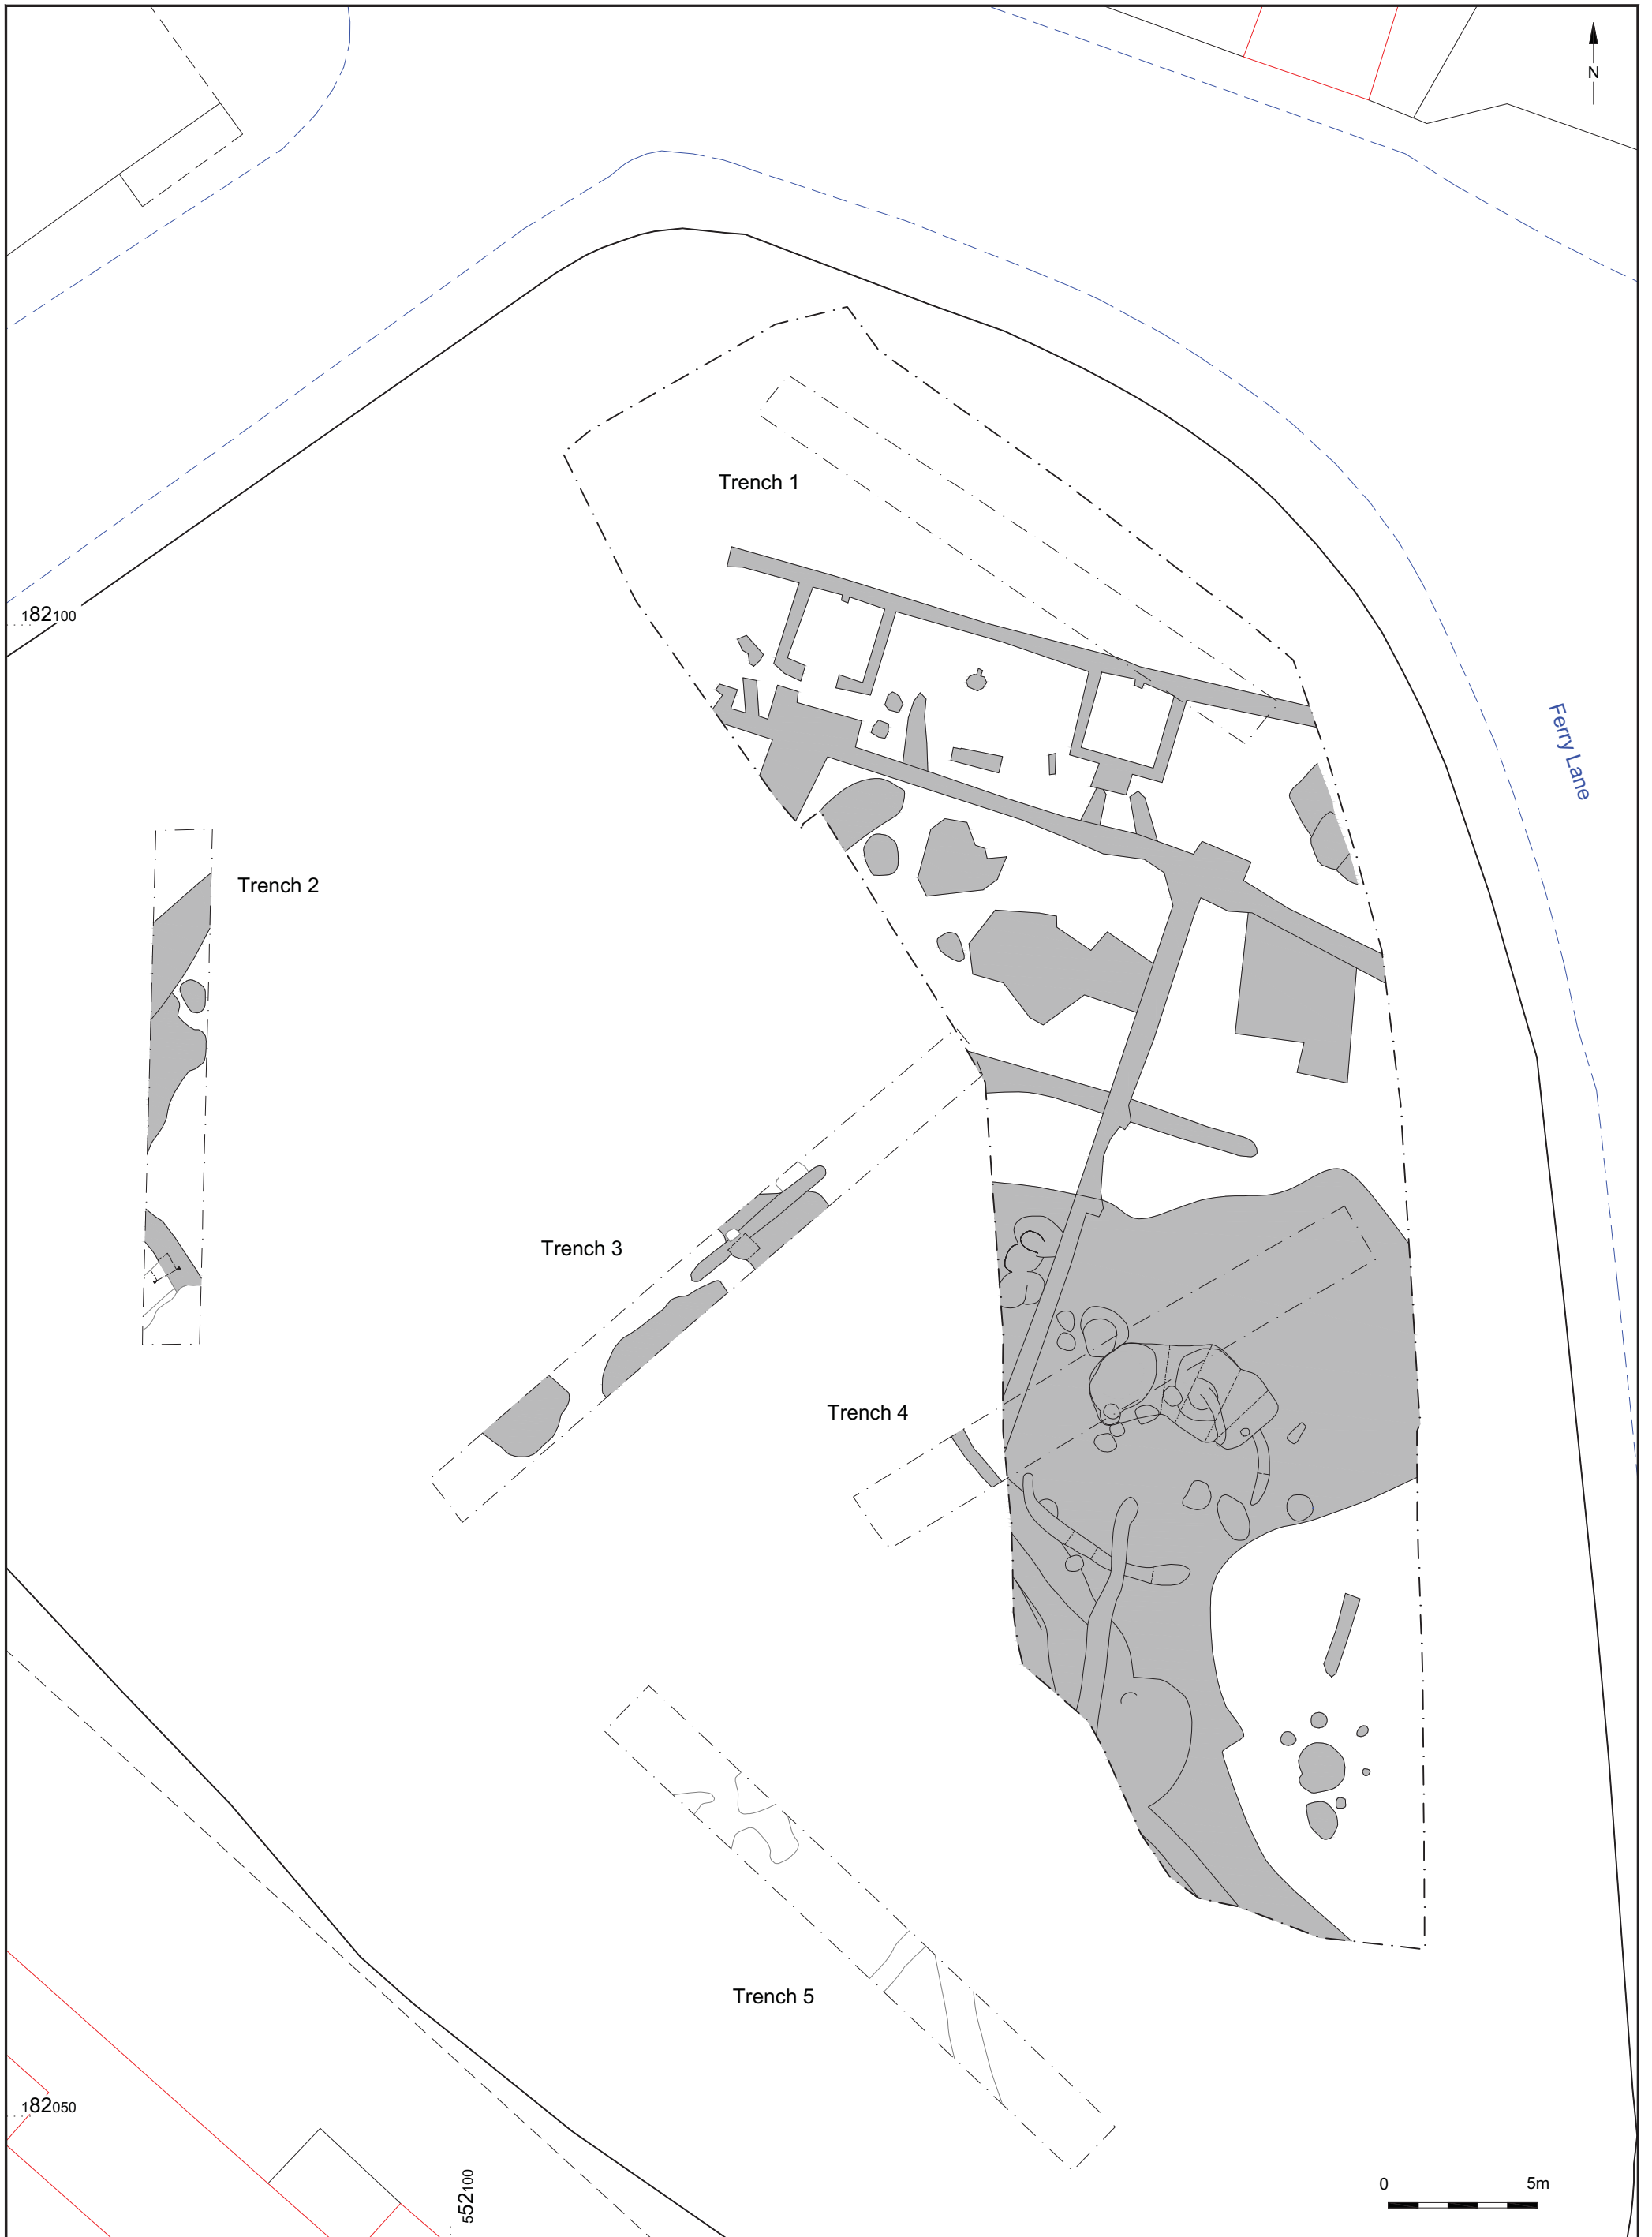 N
Trench 1
182100
Ferry Lane
Trench 2
Trench 3
Trench 4
Trench 5
182050
552100
0 5m